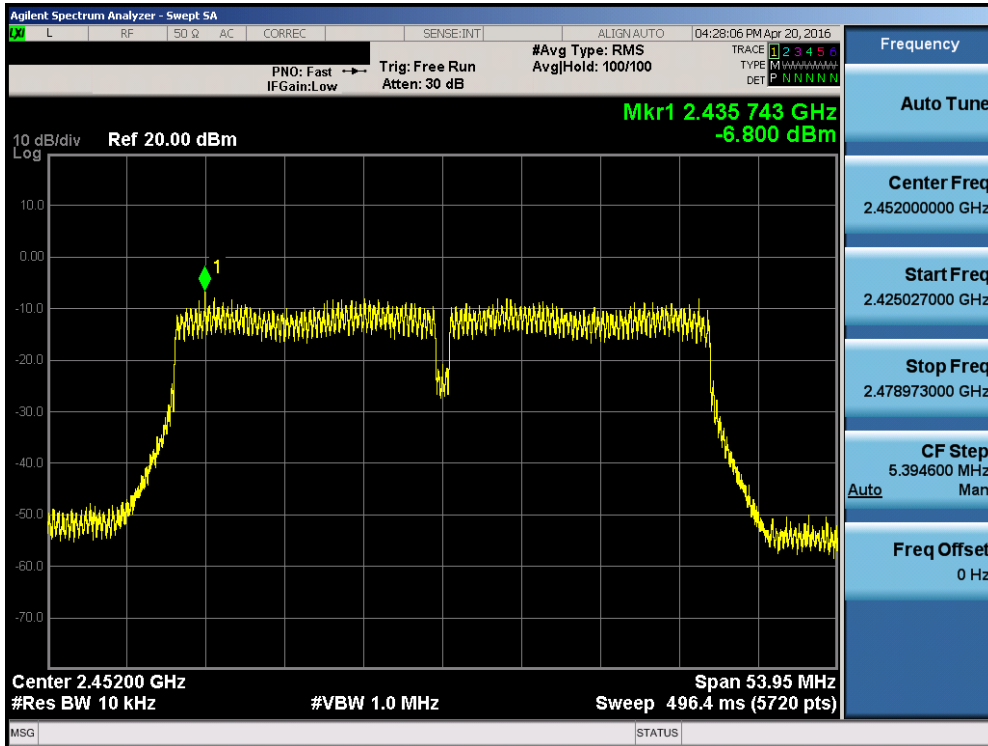 Agilent Spectrum Analyzer - Swept SA
LXI L RF 50 Ω AC CORREC SENSE:INT ALIGN AUTO 04:28:06 PM Apr 20, 2016
PNO: Fast
IFGain:Low
Trig: Free Run
Atten: 30 dB
#Avg Type: RMS
Avg|Hold: 100/100
TRACE 1 2 3 4 5 6
TYPE M
DET P N N N N N
Mkr1 2.435 743 GHz
-6.800 dBm
10 dB/div Ref 20.00 dBm
Log
10.0
0.00
1
-10.0
-20.0
-30.0
-40.0
-50.0
-60.0
-70.0
Center 2.45200 GHz Span 53.95 MHz
#Res BW 10 kHz #VBW 1.0 MHz Sweep 496.4 ms (5720 pts)
MSG STATUS
Frequency
Auto Tune
Center Freq
2.452000000 GHz
Start Freq
2.425027000 GHz
Stop Freq
2.478973000 GHz
CF Step
5.394600 MHz
Auto Man
Freq Offset
0 Hz